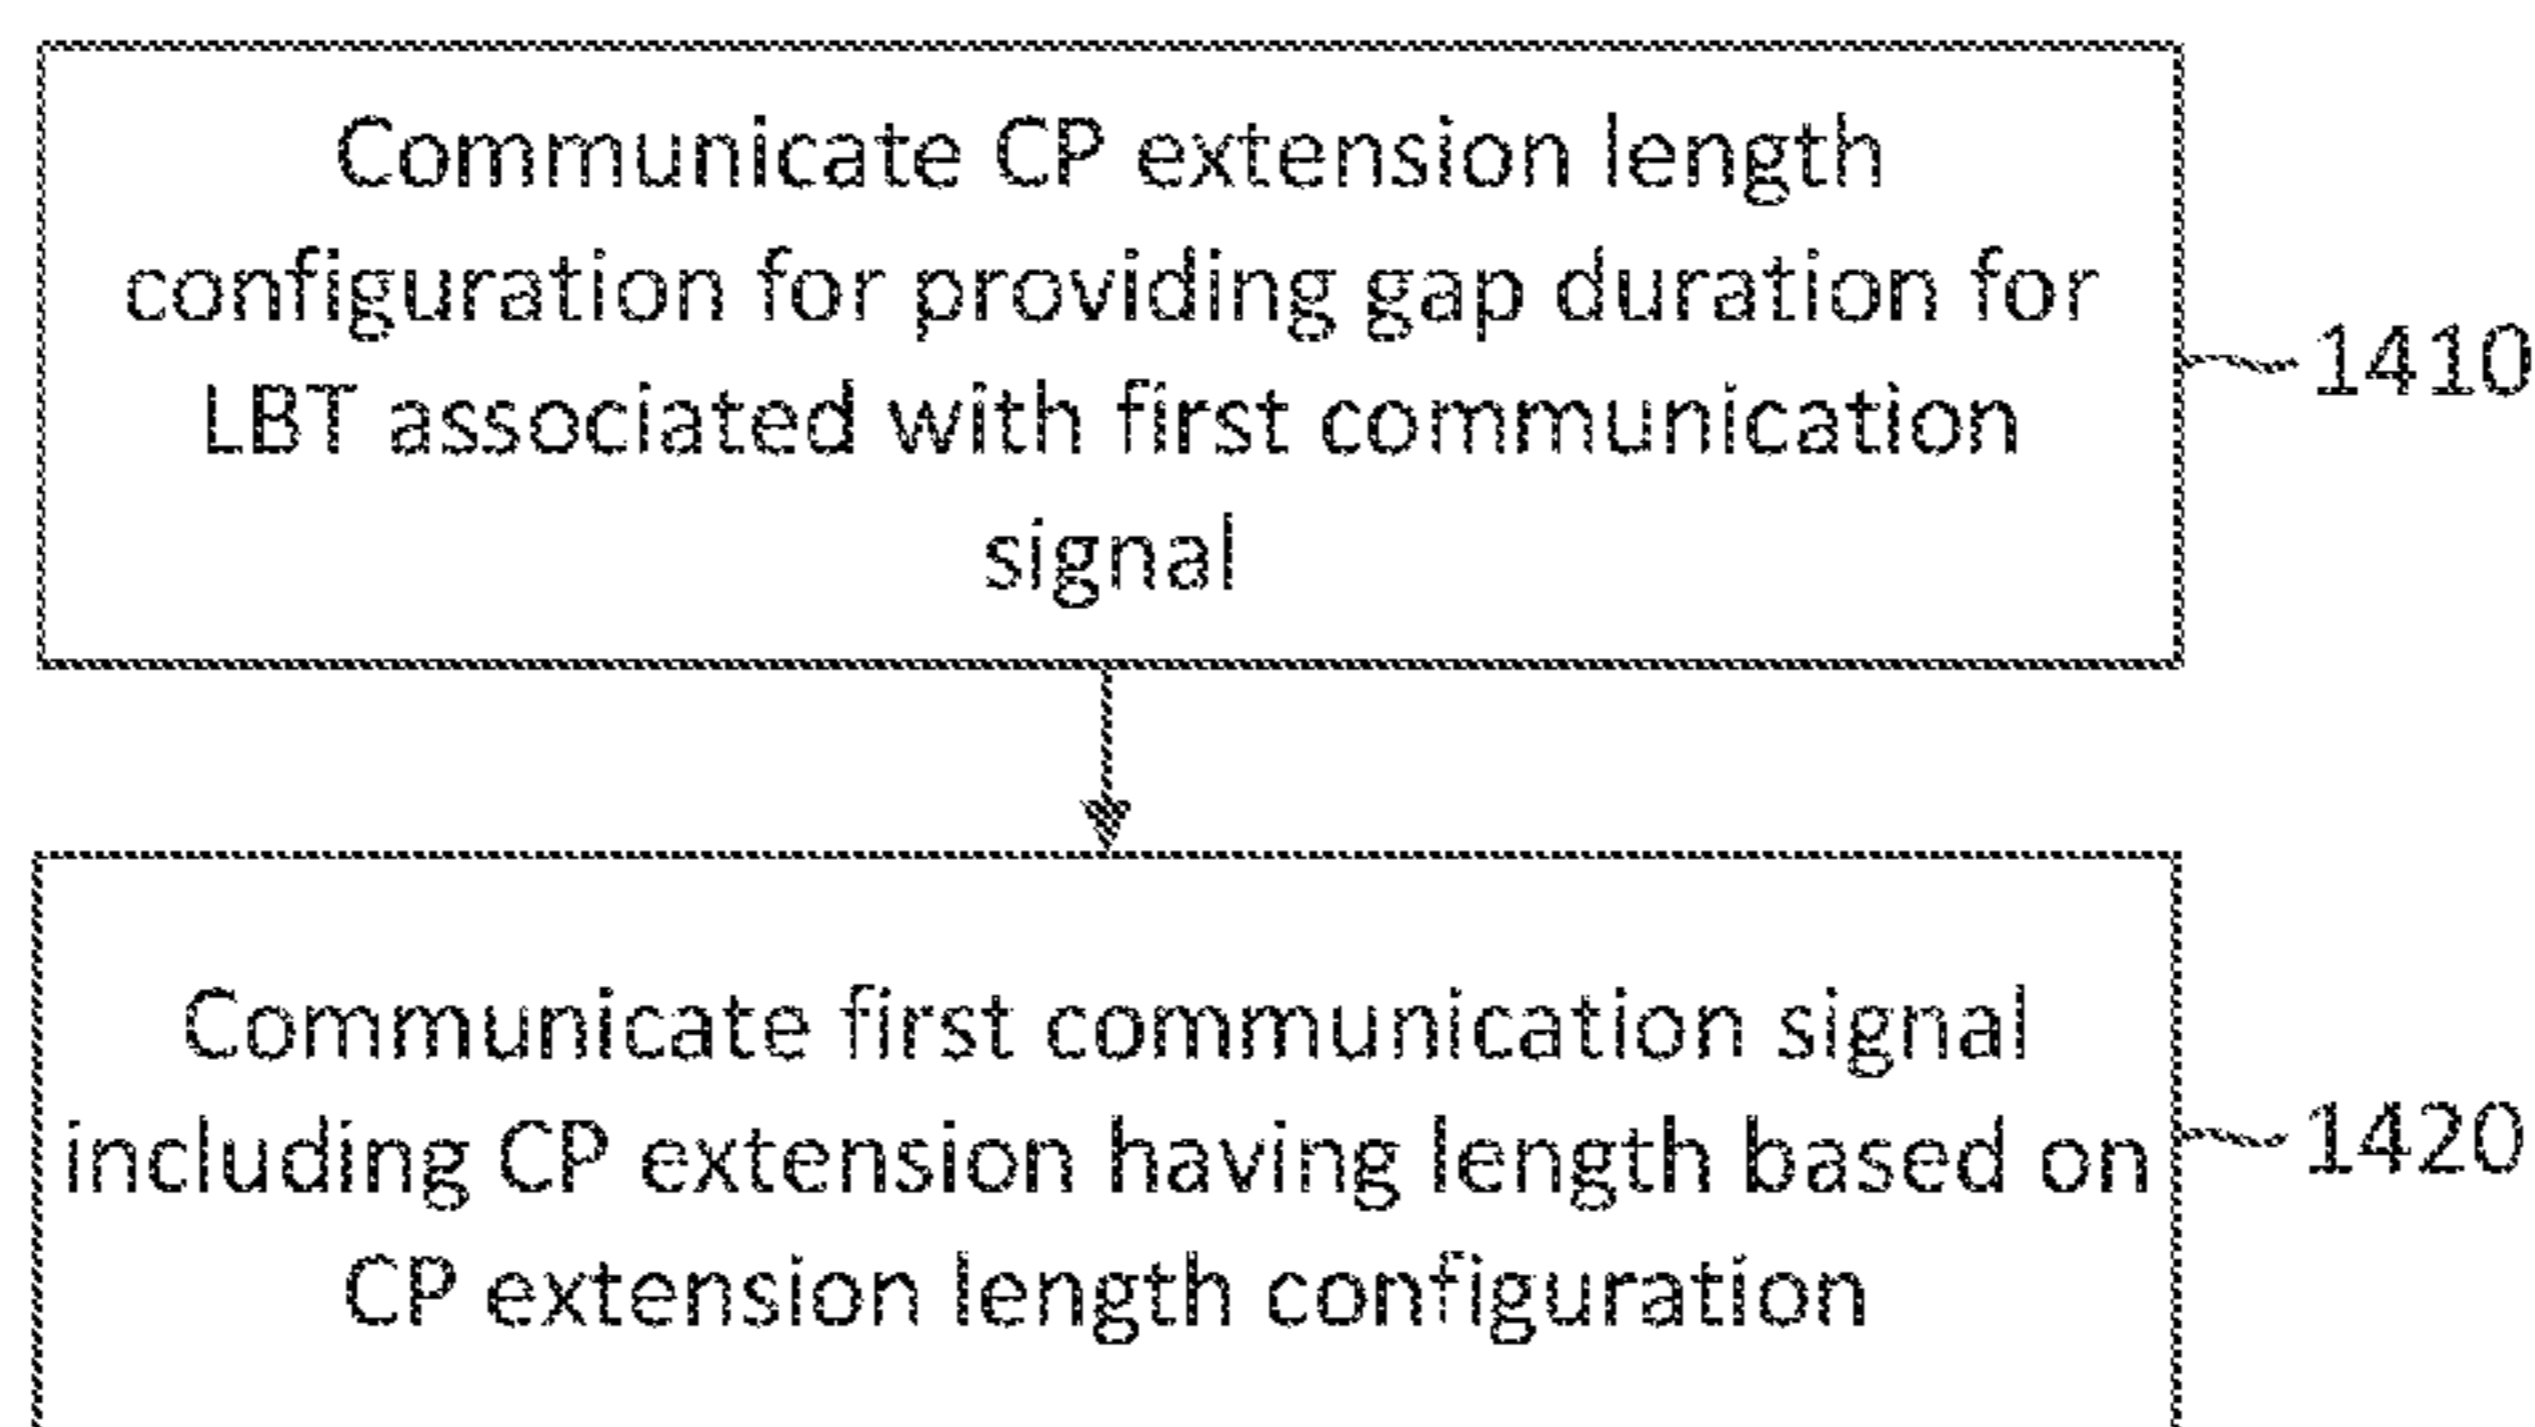 Communicate CP extension length
configuration for providing gap duration for
LBT associated with first communication
signal
1410
Communicate first communication signal
including CP extension having length based on
CP extension length configuration
1420